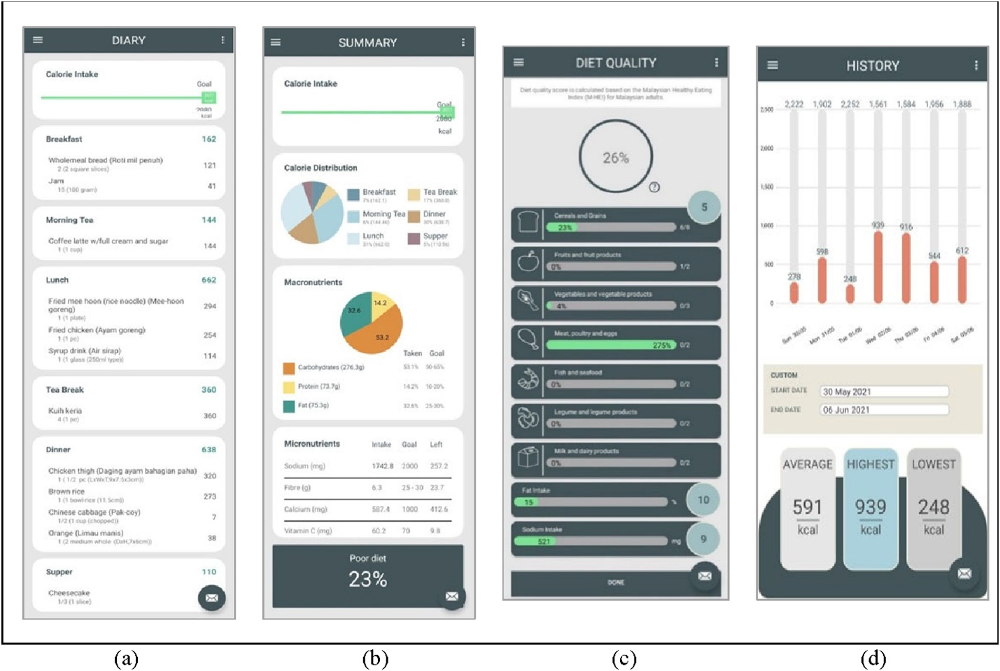 DIARY
Calorie Intake
Goal
2080
kcal
Breakfast 162
Wholemeal bread (Roti mil penuh) 121
2 (2 square slices)
Jam 41
15 (100 gram)
Morning Tea 144
Coffee latte w/full cream and sugar 144
1 (1 cup)
Lunch 662
Fried mee hoon (rice noodle) (Mee-hoon
goreng) 294
1 (1 plate)
Fried chicken (Ayam goreng) 254
1 (1 pc)
Syrup drink (Air sirap) 114
1 (1 glass (250ml type))
Tea Break 360
Kuih keria 360
4 (1 pc)
Dinner 638
Chicken thigh (Daging ayam bahagian paha) 320
1 ( 1/2 pc (LxWxT,9x7.5x3cm))
Brown rice 273
1 (1 bowl-rice (11.5cm))
Chinese cabbage (Pak-coy) 7
1/2 (1 cup (chopped))
Orange (Limau manis) 38
1 (2 medium whole (DxH,7x6cm))
Supper 110
Cheesecake
1/3 (1 slice)
(a)
SUMMARY
Calorie Intake
Goal
2080
kcal
Calorie Distribution
Breakfast
7% (162.1)
Tea Break
17% (360.8)
Morning Tea
6% (144.46)
Dinner
30% (638.7)
Lunch
31% (662.0)
Supper
5% (110.56)
Macronutrients
14.2
32.6
53.2
Taken Goal
Carbohydrates (276.3g) 53.1% 50-65%
Protein (73.7g) 14.2% 10-20%
Fat (75.3g) 32.6% 25-30%
Micronutrients Intake Goal Left
Sodium (mg) 1742.8 2000 257.2
Fibre (g) 6.3 25 - 30 23.7
Calcium (mg) 587.4 1000 412.6
Vitamin C (mg) 60.2 70 9.8
Poor diet
23%
(b)
DIET QUALITY
Diet quality score is calculated based on the Malaysian Healthy Eating
Index (M-HEI) for Malaysian adults.
26%
?
5
Cereals and Grains
23% 6/8
Fruits and fruit products
0% 1/2
Vegetables and vegetable products
4% 0/3
Meat, poultry and eggs
275% 0/2
Fish and seafood
0% 0/2
Legume and legume products
0% 0/2
Milk and dairy products
0% 0/2
Fat Intake
15 % 10
Sodium Intake
521 mg 9
DONE
(c)
HISTORY
2,222 1,902 2,252 1,561 1,584 1,956 1,888
2,500
2,000
1,500
1,000
500
0
278 598 248 939 916 544 612
Sun 30/05 Mon 31/05 Tue 01/06 Wed 02/06 Thu 03/06 Fri 04/06 Sat 05/06
CUSTOM
START DATE 30 May 2021
END DATE 06 Jun 2021
AVERAGE HIGHEST LOWEST
591 939 248
kcal kcal kcal
(d)